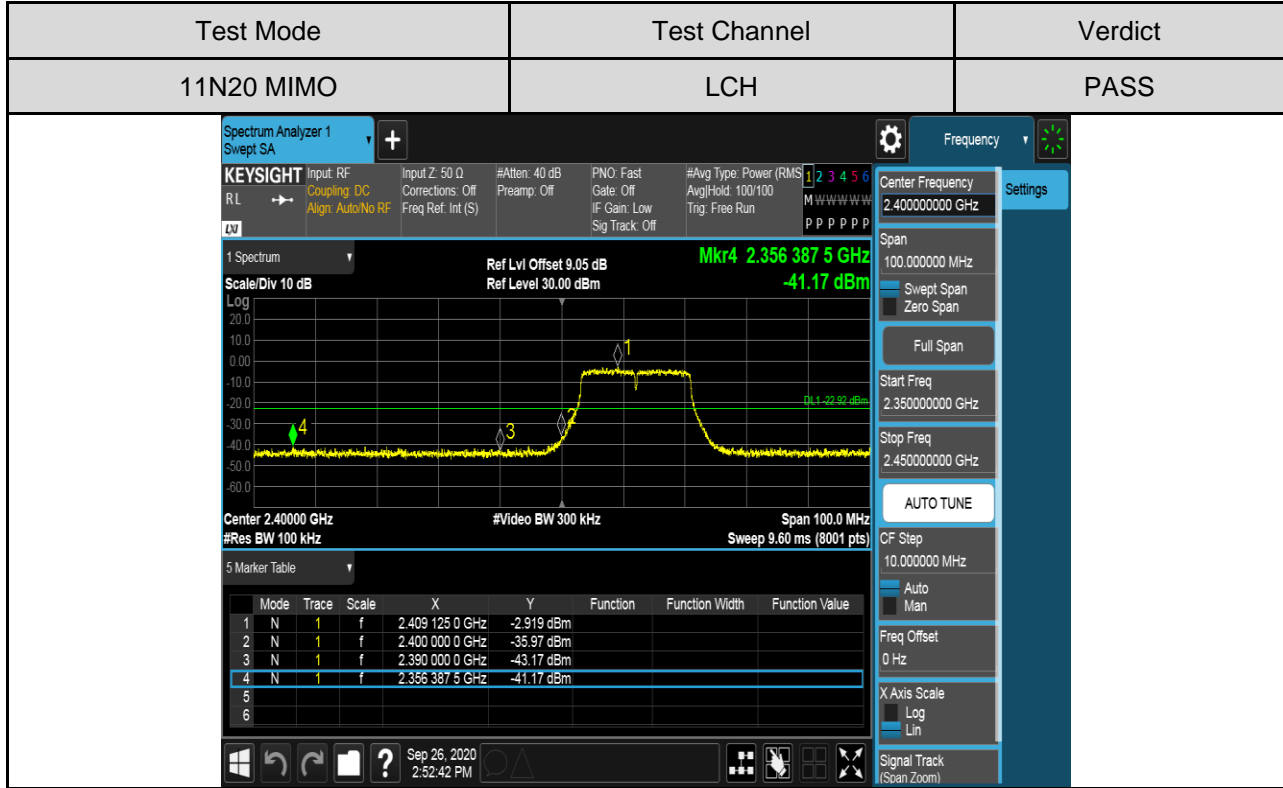 Test Mode Test Channel Verdict
11N20 MIMO LCH PASS
Spectrum Analyzer 1
Swept SA
+
Frequency
KEYSIGHT Input: RF Input Z: 50 Ω #Atten: 40 dB PNO: Fast #Avg Type: Power (RMS 1 2 3 4 5 6
RL Coupling: DC Corrections: Off Preamp: Off Gate: Off Avg|Hold: 100/100 M W W W W W
Align: Auto/No RF Freq Ref: Int (S) IF Gain: Low Trig: Free Run
LXI Sig Track: Off P P P P P P
1 Spectrum Ref Lvl Offset 9.05 dB Mkr4 2.356 387 5 GHz
Scale/Div 10 dB Ref Level 30.00 dBm -41.17 dBm
Log
20.0
10.0
0.00
-10.0
-20.0
-30.0
-40.0
-50.0
-60.0
1
DL1 -22.92 dBm
2
4
3
Center 2.40000 GHz #Video BW 300 kHz Span 100.0 MHz
#Res BW 100 kHz Sweep 9.60 ms (8001 pts)
5 Marker Table
Mode Trace Scale X Y Function Function Width Function Value
1 N 1 f 2.409 125 0 GHz -2.919 dBm
2 N 1 f 2.400 000 0 GHz -35.97 dBm
3 N 1 f 2.390 000 0 GHz -43.17 dBm
4 N 1 f 2.356 387 5 GHz -41.17 dBm
5
6
? Sep 26, 2020
2:52:42 PM
Settings
Center Frequency
2.400000000 GHz
Span
100.000000 MHz
Swept Span
Zero Span
Full Span
Start Freq
2.350000000 GHz
Stop Freq
2.450000000 GHz
AUTO TUNE
CF Step
10.000000 MHz
Auto
Man
Freq Offset
0 Hz
X Axis Scale
Log
Lin
Signal Track
(Span Zoom)